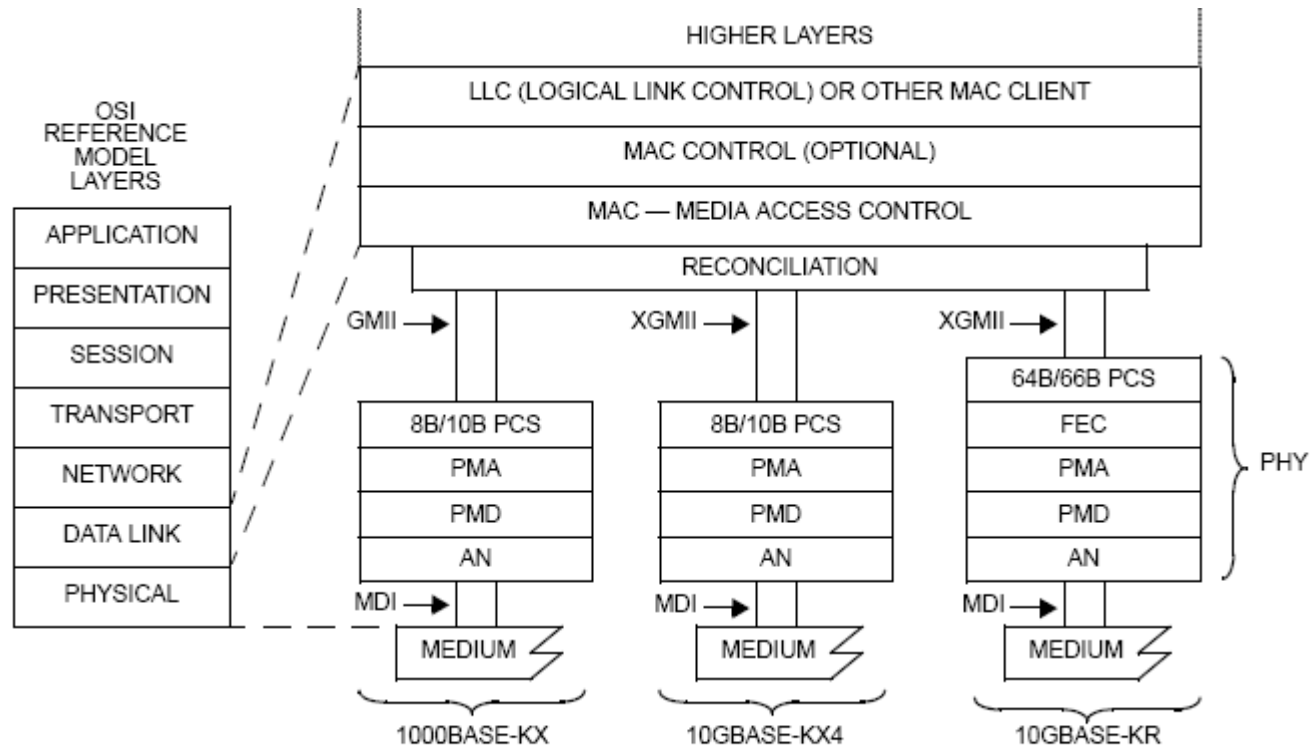 HIGHER LAYERS
LLC (LOGICAL LINK CONTROL) OR OTHER MAC CLIENT
MAC CONTROL (OPTIONAL)
MAC — MEDIA ACCESS CONTROL
RECONCILIATION
OSI
REFERENCE
MODEL
LAYERS
APPLICATION
PRESENTATION
SESSION
TRANSPORT
NETWORK
DATA LINK
PHYSICAL
GMII
XGMII
XGMII
8B/10B PCS
PMA
PMD
AN
MDI
MEDIUM
1000BASE-KX
8B/10B PCS
PMA
PMD
AN
MDI
MEDIUM
10GBASE-KX4
64B/66B PCS
FEC
PMA
PMD
AN
PHY
MDI
MEDIUM
10GBASE-KR